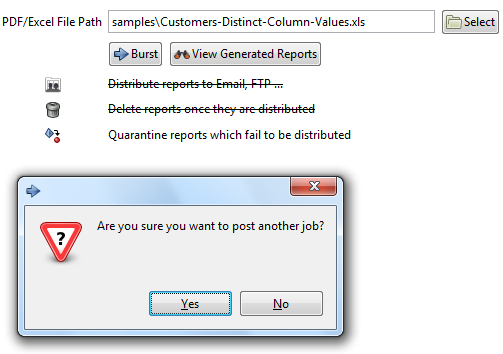 PDF/Excel File Path samples\Customers-Distinct-Column-Values.xls Select
Burst View Generated Reports
Distribute reports to Email, FTP ...
Delete reports once they are distributed
Quarantine reports which fail to be distributed
Are you sure you want to post another job?
Yes No